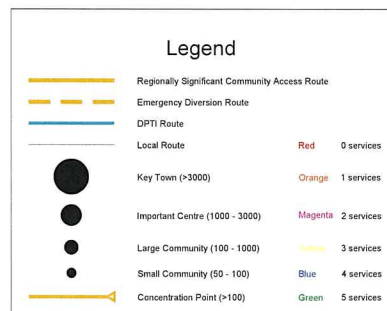 Legend
Regionally Significant Community Access Route
Emergency Diversion Route
DPTI Route
Local Route Red 0 services
Key Town (>3000) Orange 1 services
Important Centre (1000 - 3000) Magenta 2 services
Large Community (100 - 1000) Yellow 3 services
Small Community (50 - 100) Blue 4 services
Concentration Point (>100) Green 5 services